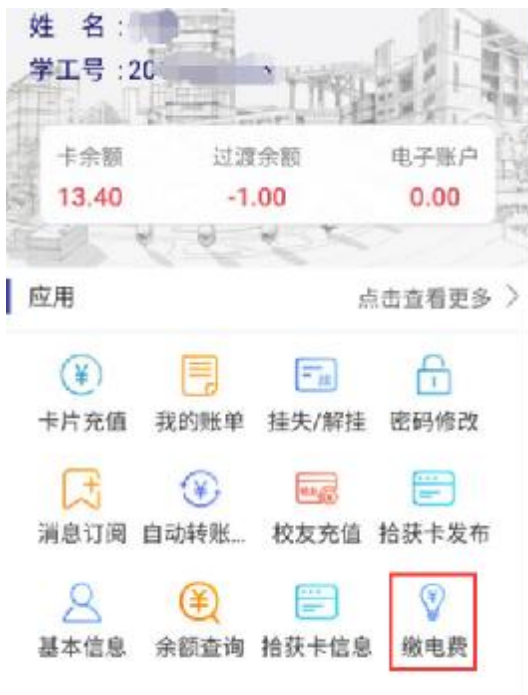 姓 名：
学工号：20
卡余额 过渡余额 电子账户
13.40 -1.00 0.00
应用 点击查看更多
卡片充值 我的账单 挂失/解挂 密码修改
消息订阅 自动转账... 校友充值 拾获卡发布
基本信息 余额查询 拾获卡信息 缴电费